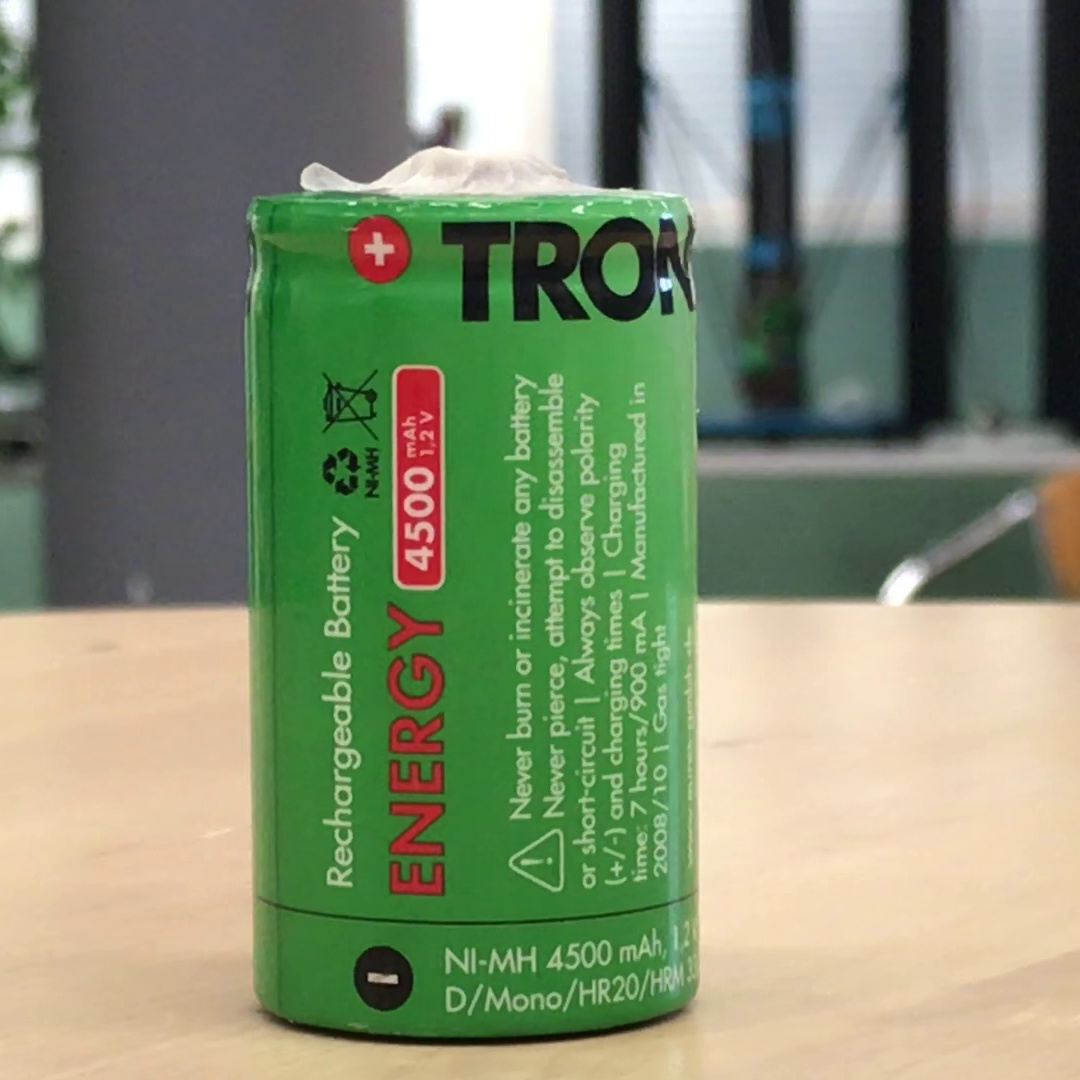 +
TRON
Rechargeable Battery
NI-MH
ENERGY 4500 mAh
1,2 V
Never burn or incinerate any battery
Never pierce, attempt to disassemble
or short-circuit | Always observe polarity
(+/-) and charging times | Charging
time: 7 hours/900 mA | Manufactured in
2008/10 | Gas tight
NI-MH 4500 mAh, 1,2
D/Mono/HR20/HRM